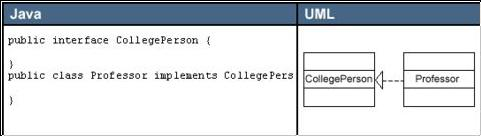 Java
UML
public interface CollegePerson {
}
public class Professor implements CollegePers
}
CollegePerson
Professor